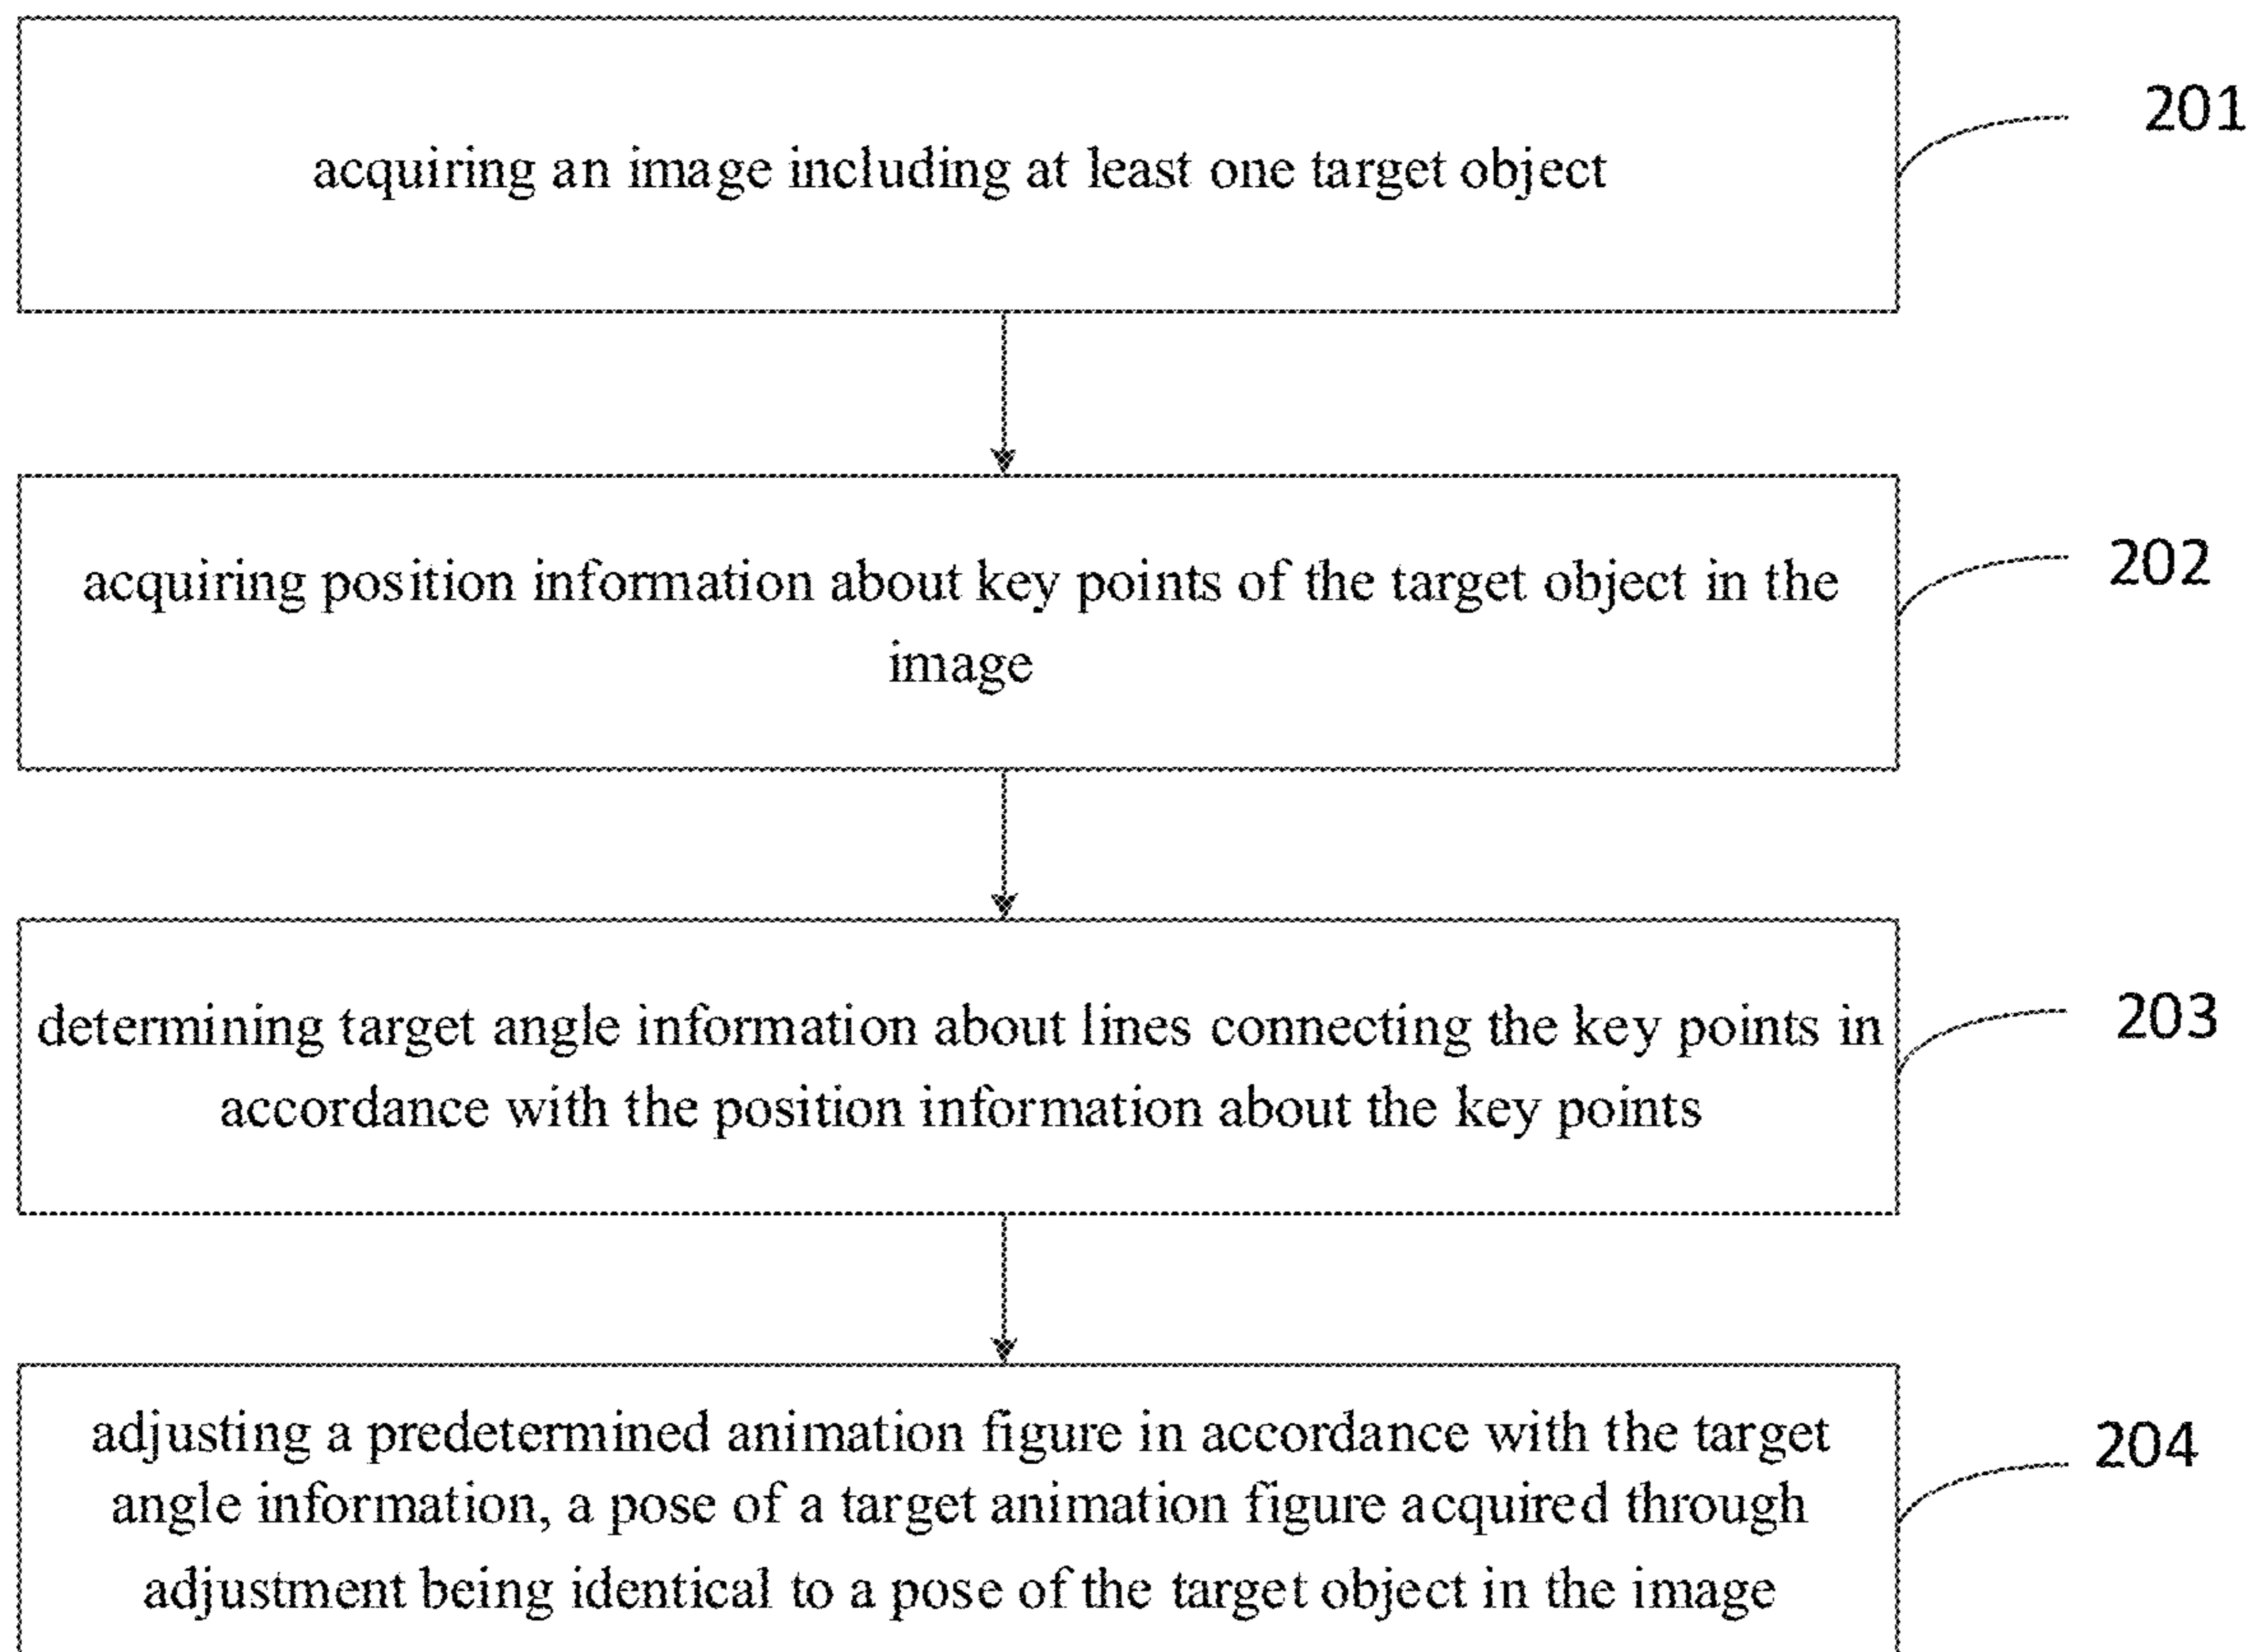 acquiring an image including at least one target object
201
acquiring position information about key points of the target object in the
image
202
determining target angle information about lines connecting the key points in
accordance with the position information about the key points
203
adjusting a predetermined animation figure in accordance with the target
angle information, a pose of a target animation figure acquired through
adjustment being identical to a pose of the target object in the image
204